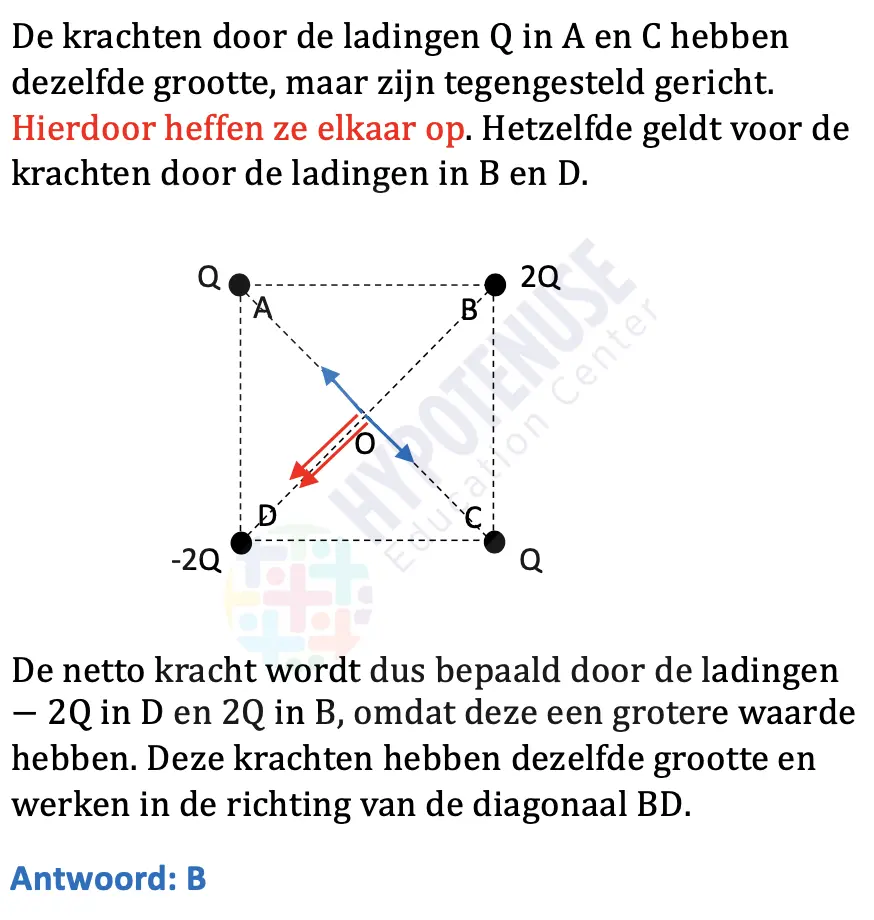 De krachten door de ladingen Q in A en C hebben
dezelfde grootte, maar zijn tegengesteld gericht.
Hierdoor heffen ze elkaar op. Hetzelfde geldt voor de
krachten door de ladingen in B en D.
Q
2Q
A
B
O
D
C
-2Q
Q
HYPOTENUSE
Education Center
De netto kracht wordt dus bepaald door de ladingen
− 2Q in D en 2Q in B, omdat deze een grotere waarde
hebben. Deze krachten hebben dezelfde grootte en
werken in de richting van de diagonaal BD.
Antwoord: B